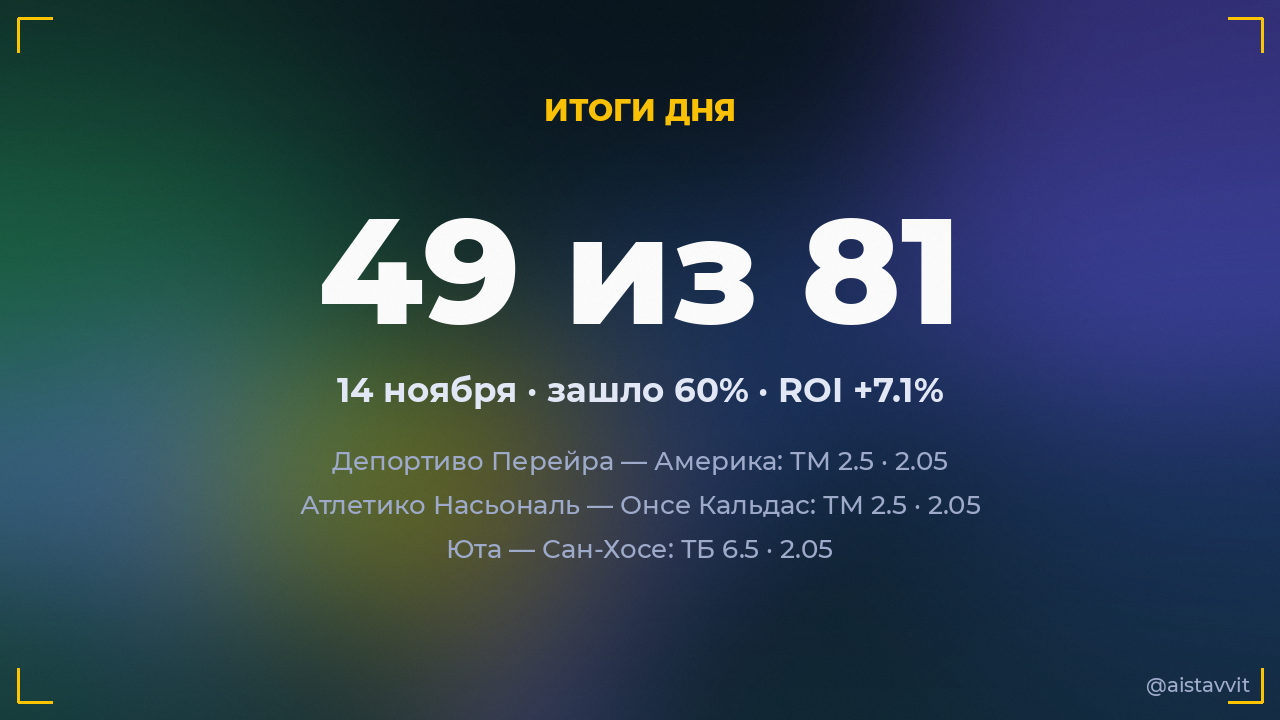 ИТОГИ ДНЯ
49 из 81
14 ноября · зашло 60% · ROI +7.1%
Депортиво Перейра — Америка: ТМ 2.5 · 2.05
Атлетико Насьональ — Онсе Кальдас: ТМ 2.5 · 2.05
Юта — Сан-Хосе: ТБ 6.5 · 2.05
@aistavvit